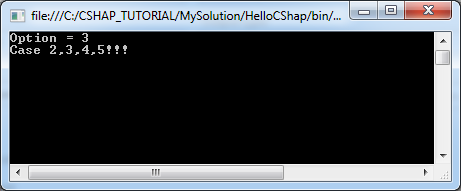 file:///C:/CSHAP_TUTORIAL/MySolution/HelloCShap/bin/...
Option = 3
Case 2,3,4,5!!!